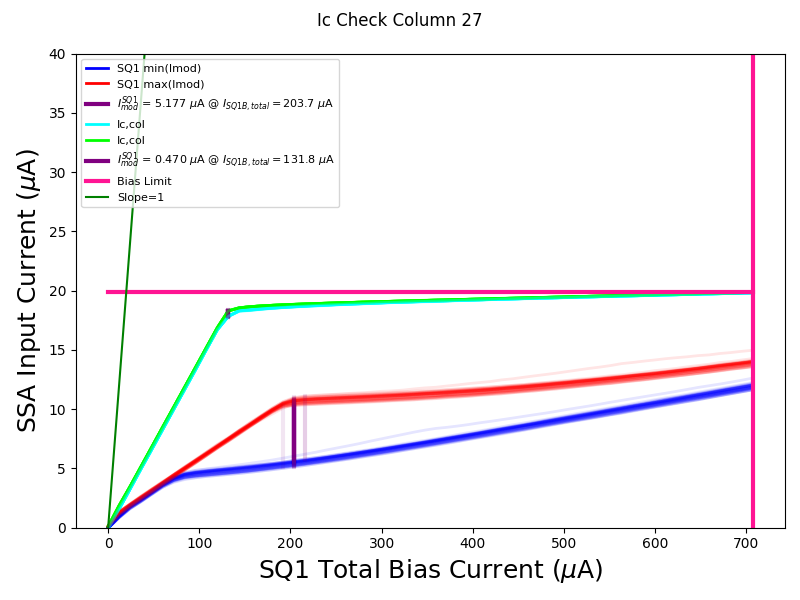 Ic Check Column 27
SSA Input Current (μA)
40
35
30
25
20
15
10
5
0
SQ1 min(Imod)
SQ1 max(Imod)
I_{mod}^{SQ1} = 5.177 μA @ I_{SQ1B, total} = 203.7 μA
Ic,col
Ic,col
I_{mod}^{SQ1} = 0.470 μA @ I_{SQ1B, total} = 131.8 μA
Bias Limit
Slope=1
0 100 200 300 400 500 600 700
SQ1 Total Bias Current (μA)